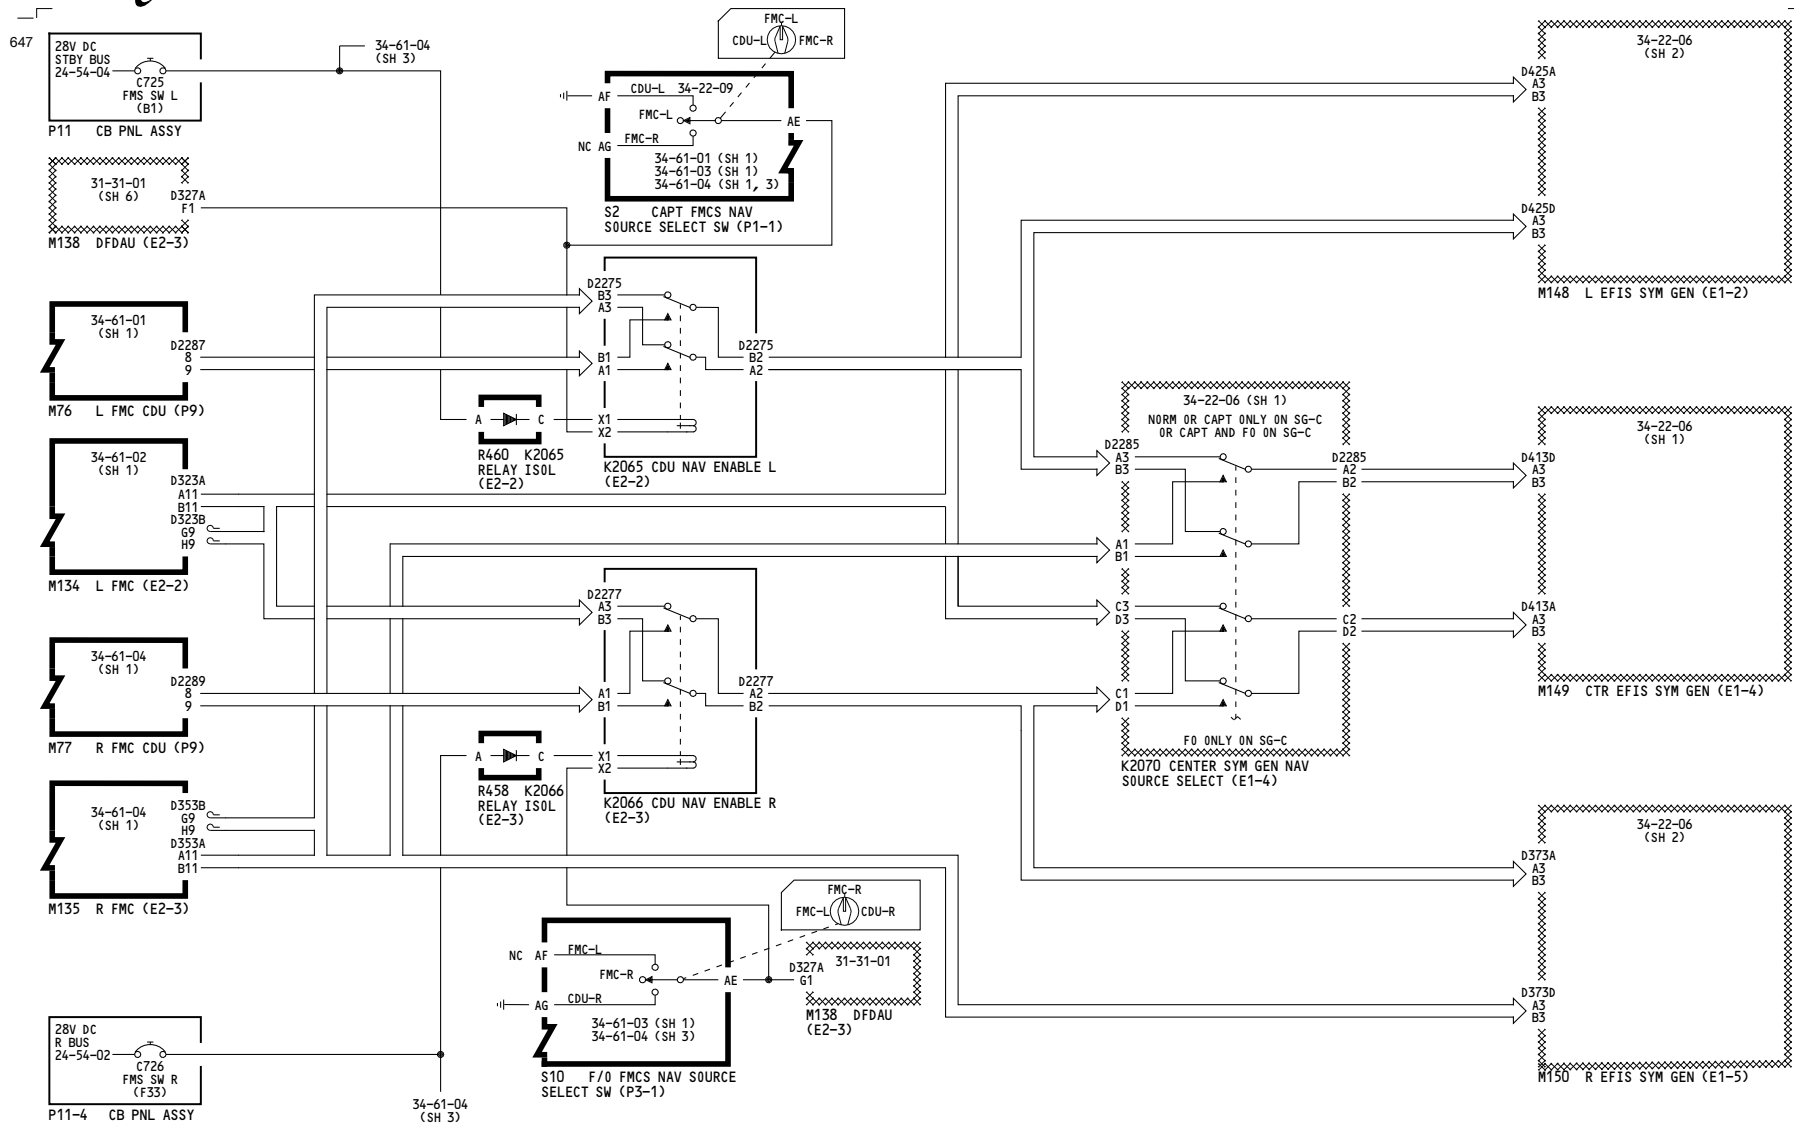 647
28V DC
STBY BUS
24-54-04
C725
FMS SW L
(B1)
P11 CB PNL ASSY
34-61-04
(SH 3)
31-31-01
(SH 6)
D327A
F1
M138 DFDAU (E2-3)
34-61-01
(SH 1)
D2287
8
9
M76 L FMC CDU (P9)
34-61-02
(SH 1)
D323A
A11
B11
D323B
G9
H9
M134 L FMC (E2-2)
34-61-04
(SH 1)
D2289
8
9
M77 R FMC CDU (P9)
34-61-04
(SH 1)
D353B
G9
H9
D353A
A11
B11
M135 R FMC (E2-3)
28V DC
R BUS
24-54-02
C726
FMS SW R
(F33)
P11-4 CB PNL ASSY
34-61-04
(SH 3)
FMC-L
CDU-L FMC-R
AF CDU-L 34-22-09
FMC-L
AE
NC AG FMC-R
34-61-01 (SH 1)
34-61-03 (SH 1)
34-61-04 (SH 1, 3)
S2 CAPT FMCS NAV
SOURCE SELECT SW (P1-1)
D2275
B3
A3
B1
A1
X1
X2
D2275
B2
A2
K2065 CDU NAV ENABLE L
(E2-2)
A C
R460 K2065
RELAY ISOL
(E2-2)
D2277
A3
B3
A1
B1
X1
X2
D2277
A2
B2
K2066 CDU NAV ENABLE R
(E2-3)
A C
R458 K2066
RELAY ISOL
(E2-3)
FMC-R
FMC-L CDU-R
NC AF FMC-L
FMC-R
AE
AG CDU-R
34-61-03 (SH 1)
34-61-04 (SH 3)
S10 F/O FMCS NAV SOURCE
SELECT SW (P3-1)
D327A
G1
31-31-01
M138 DFDAU
(E2-3)
34-22-06 (SH 1)
NORM OR CAPT ONLY ON SG-C
OR CAPT AND FO ON SG-C
D2285
A3
B3
A1
B1
C3
D3
C1
D1
D2285
A2
B2
C2
D2
FO ONLY ON SG-C
K2070 CENTER SYM GEN NAV
SOURCE SELECT (E1-4)
34-22-06
(SH 2)
D425A
A3
B3
D425D
A3
B3
M148 L EFIS SYM GEN (E1-2)
34-22-06
(SH 1)
D413D
A3
B3
D413A
A3
B3
M149 CTR EFIS SYM GEN (E1-4)
34-22-06
(SH 2)
D373A
A3
B3
D373D
A3
B3
M150 R EFIS SYM GEN (E1-5)